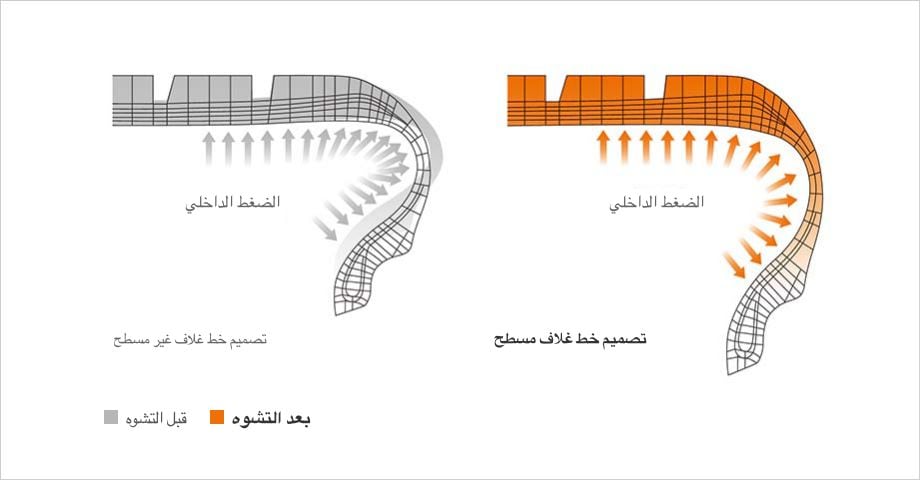 الضغط الداخلي
الضغط الداخلي
تصميم خط غلاف مسطح
تصميم خط غلاف غير مسطح
بعد التشوه
قبل التشوه